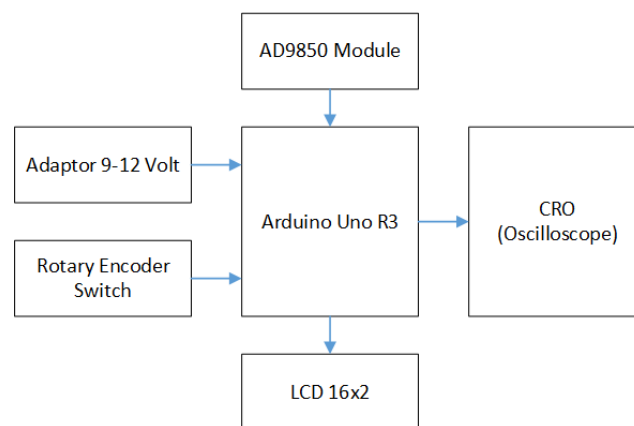 AD9850 Module
Adaptor 9-12 Volt
Arduino Uno R3
CRO
(Oscilloscope)
Rotary Encoder
Switch
LCD 16x2